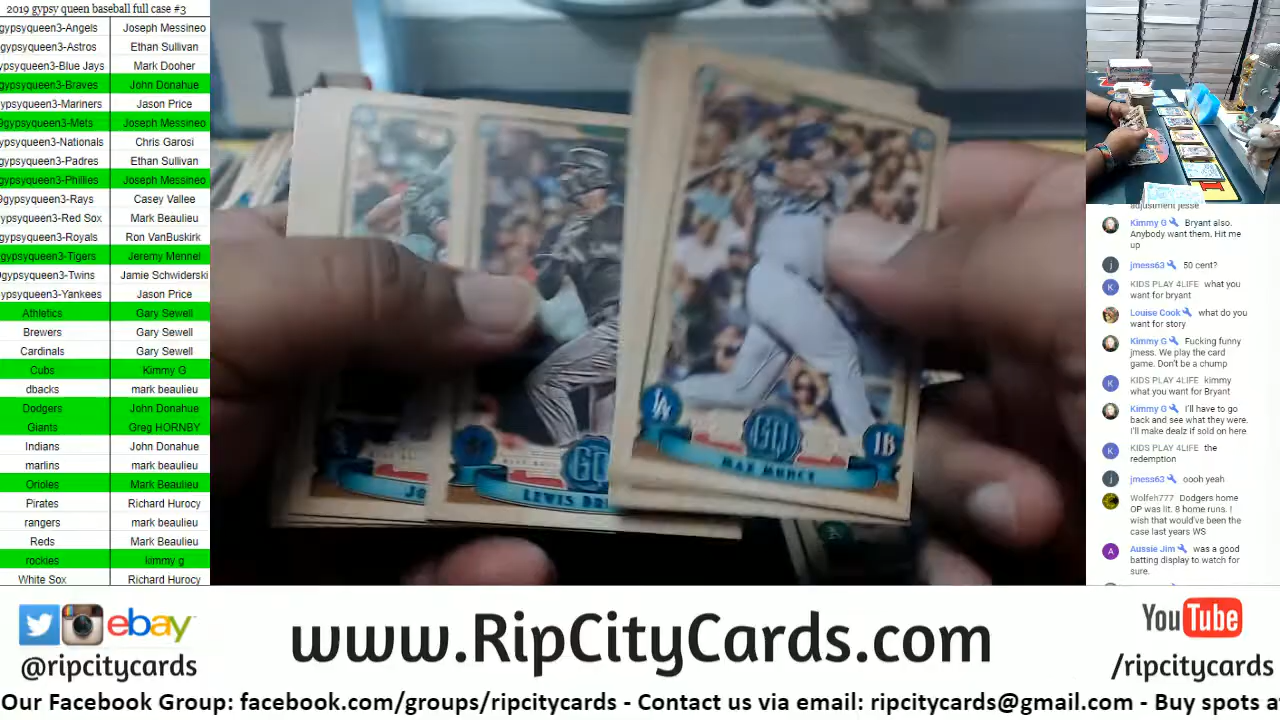 2019 gypsy queen baseball full case #3
gypsyqueen3-Angels Joseph Messineo
gypsyqueen3-Astros Ethan Sullivan
gypsyqueen3-Blue Jays Mark Dooher
gypsyqueen3-Braves John Donahue
gypsyqueen3-Mariners Jason Price
9gypsyqueen3-Mets Joseph Messineo
gypsyqueen3-Nationals Chris Garosi
gypsyqueen3-Padres Ethan Sullivan
gypsyqueen3-Phillies Joseph Messineo
9gypsyqueen3-Rays Casey Vallee
gypsyqueen3-Red Sox Mark Beaulieu
gypsyqueen3-Royals Ron VanBuskirk
gypsyqueen3-Tigers Jeremy Mennel
gypsyqueen3-Twins Jamie Schwiderski
ypsyqueen3-Yankees Jason Price
Athletics Gary Sewell
Brewers Gary Sewell
Cardinals Gary Sewell
Cubs Kimmy G
dbacks mark beaulieu
Dodgers John Donahue
Giants Greg HORNBY
Indians John Donahue
marlins mark beaulieu
Orioles Mark Beaulieu
Pirates Richard Hurocy
rangers mark beaulieu
Reds Mark Beaulieu
rockies kimmy g
White Sox Richard Hurocy
JO
LEWIS BRI
GQ
LA
GQ
1B
MAX MUNCY
adjustment jesse
Kimmy G Bryant also.
Anybody want them. Hit me
up
jmess63 50 cent?
KIDS PLAY 4LIFE what you
want for bryant
Louise Cook what do you
want for story
Kimmy G Fucking funny
jmess. We play the card
game. Don't be a chump
KIDS PLAY 4LIFE kimmy
what you want for Bryant
Kimmy G I'll have to go
back and see what they were.
I'll make dealz if sold on here
KIDS PLAY 4LIFE the
redemption
jmess63 oooh yeah
Wolfeh777 Dodgers home
OP was lit. 8 home runs. I
wish that would've been the
case last years WS
Aussie Jim was a good
batting display to watch for
sure.
ebay
@ripcitycards
www.RipCityCards.com
YouTube
/ripcitycards
Our Facebook Group: facebook.com/groups/ripcitycards - Contact us via email: ripcitycards@gmail.com - Buy spots a